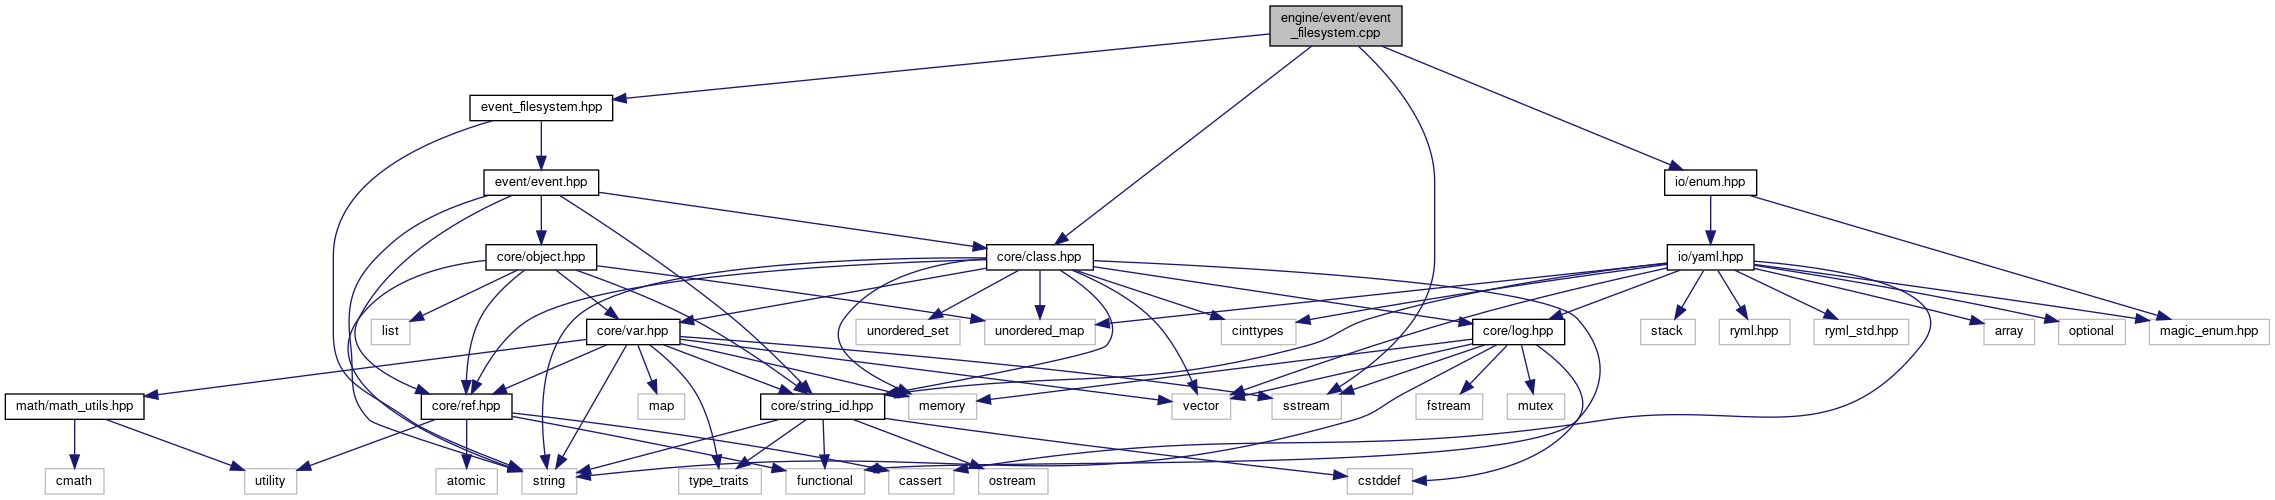 engine/event/event
_filesystem.cpp
event_filesystem.hpp
event/event.hpp
io/enum.hpp
core/object.hpp
core/class.hpp
io/yaml.hpp
list
core/var.hpp
unordered_set
unordered_map
cinttypes
core/log.hpp
stack
ryml.hpp
ryml_std.hpp
array
optional
magic_enum.hpp
math/math_utils.hpp
core/ref.hpp
map
core/string_id.hpp
memory
vector
sstream
fstream
mutex
cmath
utility
atomic
string
type_traits
functional
cassert
ostream
cstddef